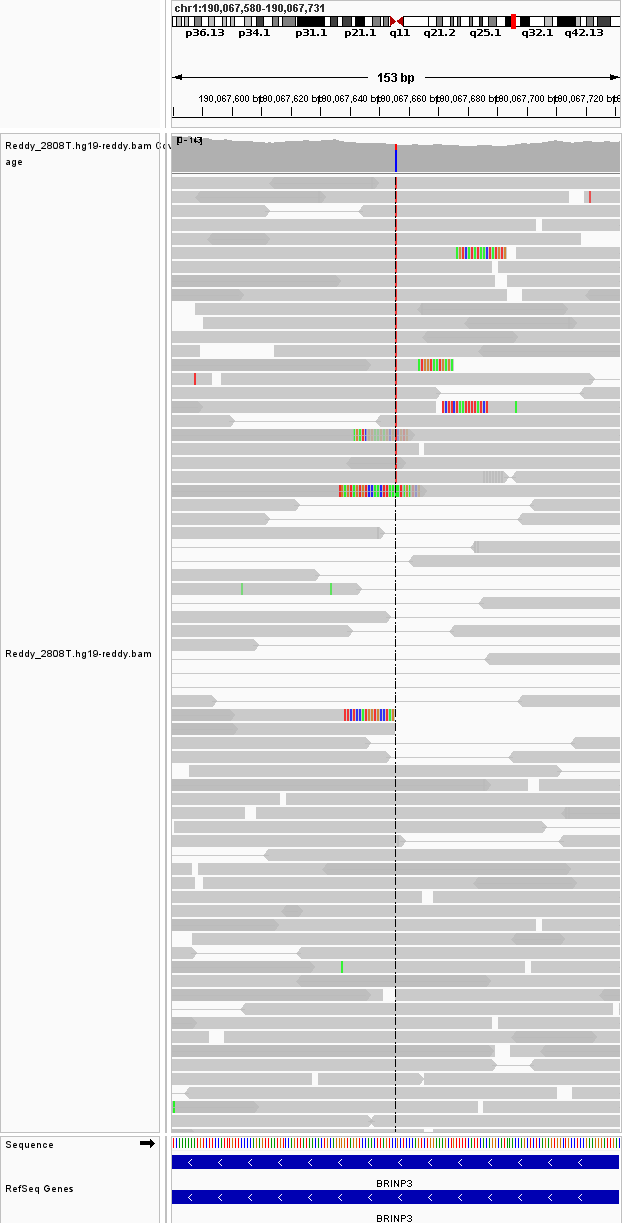 chr1:190,067,580-190,067,731
p36.13 p34.1 p31.1 p21.1 q11 q21.2 q25.1 q32.1 q42.13
153 bp
190,067,600 bp 190,067,620 bp 190,067,640 bp 190,067,660 bp 190,067,680 bp 190,067,700 bp 190,067,720 bp
Reddy_2808T.hg19-reddy.bam Cov
age
Reddy_2808T.hg19-reddy.bam
Sequence
BRINP3
RefSeq Genes
BRINP3